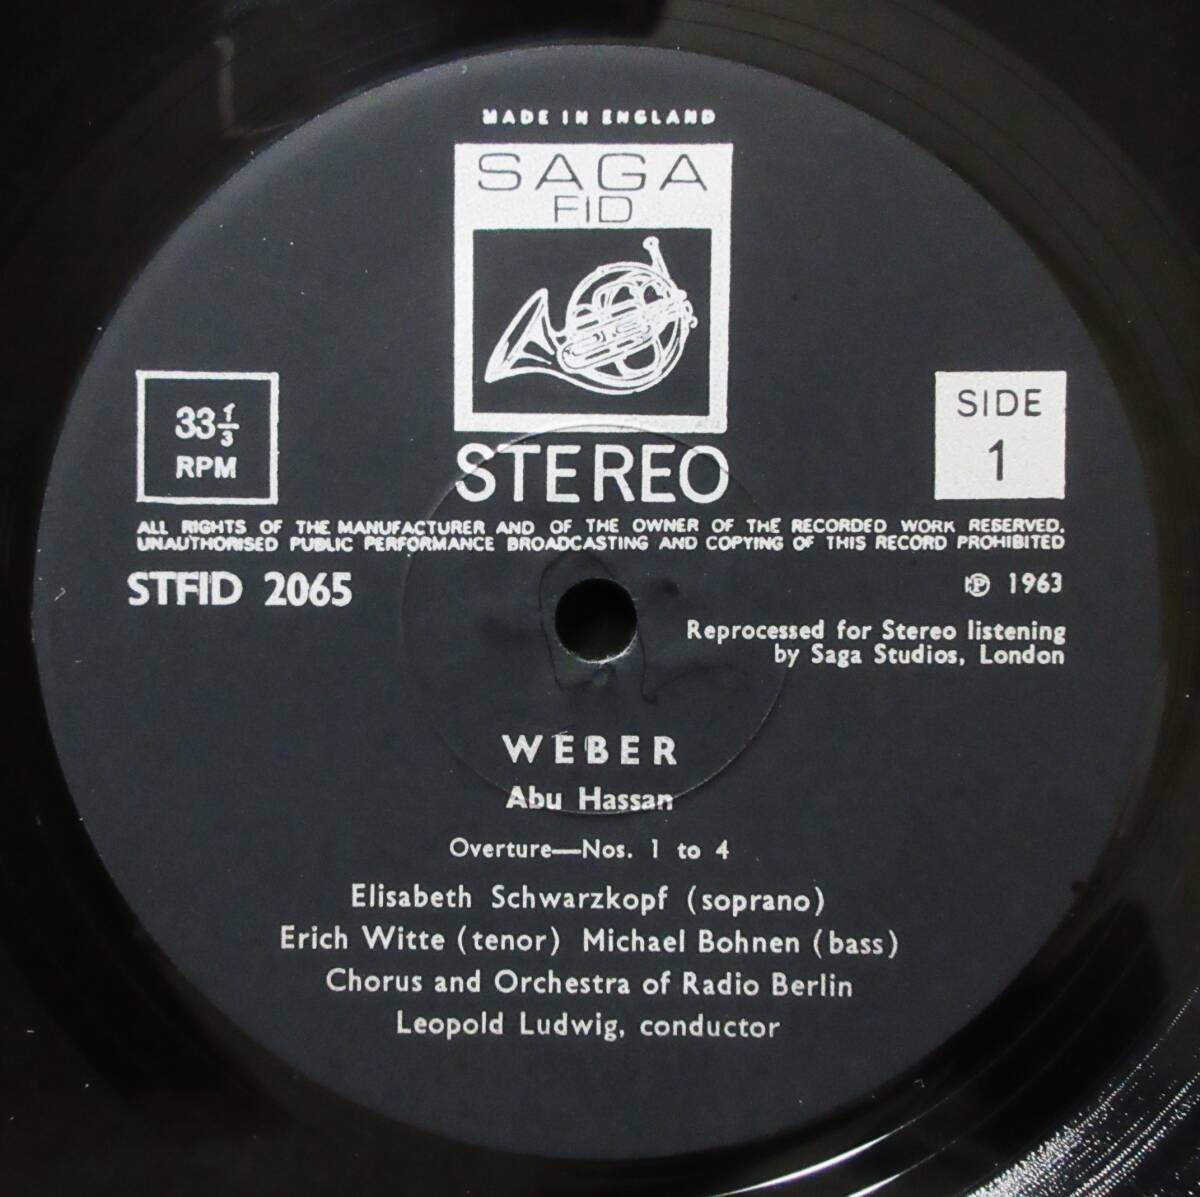 MADE IN ENGLAND
SAGA
FID
33⅓
RPM
STEREO
SIDE
1
ALL RIGHTS OF THE MANUFACTURER AND OF THE OWNER OF THE RECORDED WORK RESERVED.
UNAUTHORISED PUBLIC PERFORMANCE BROADCASTING AND COPYING OF THIS RECORD PROHIBITED
STFID 2065
℗ 1963
Reprocessed for Stereo listening
by Saga Studios, London
WEBER
Abu Hassan
Overture—Nos. 1 to 4
Elisabeth Schwarzkopf (soprano)
Erich Witte (tenor) Michael Bohnen (bass)
Chorus and Orchestra of Radio Berlin
Leopold Ludwig, conductor